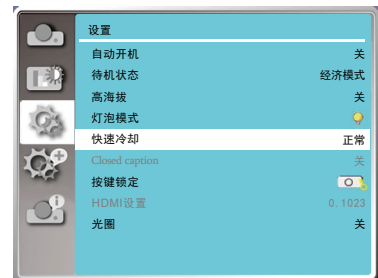 设置
自动开机 关
待机状态 经济模式
高海拔 关
灯泡模式
快速冷却 正常
Closed caption 关
按键锁定
HDMI设置 0. 1023
光圈 关